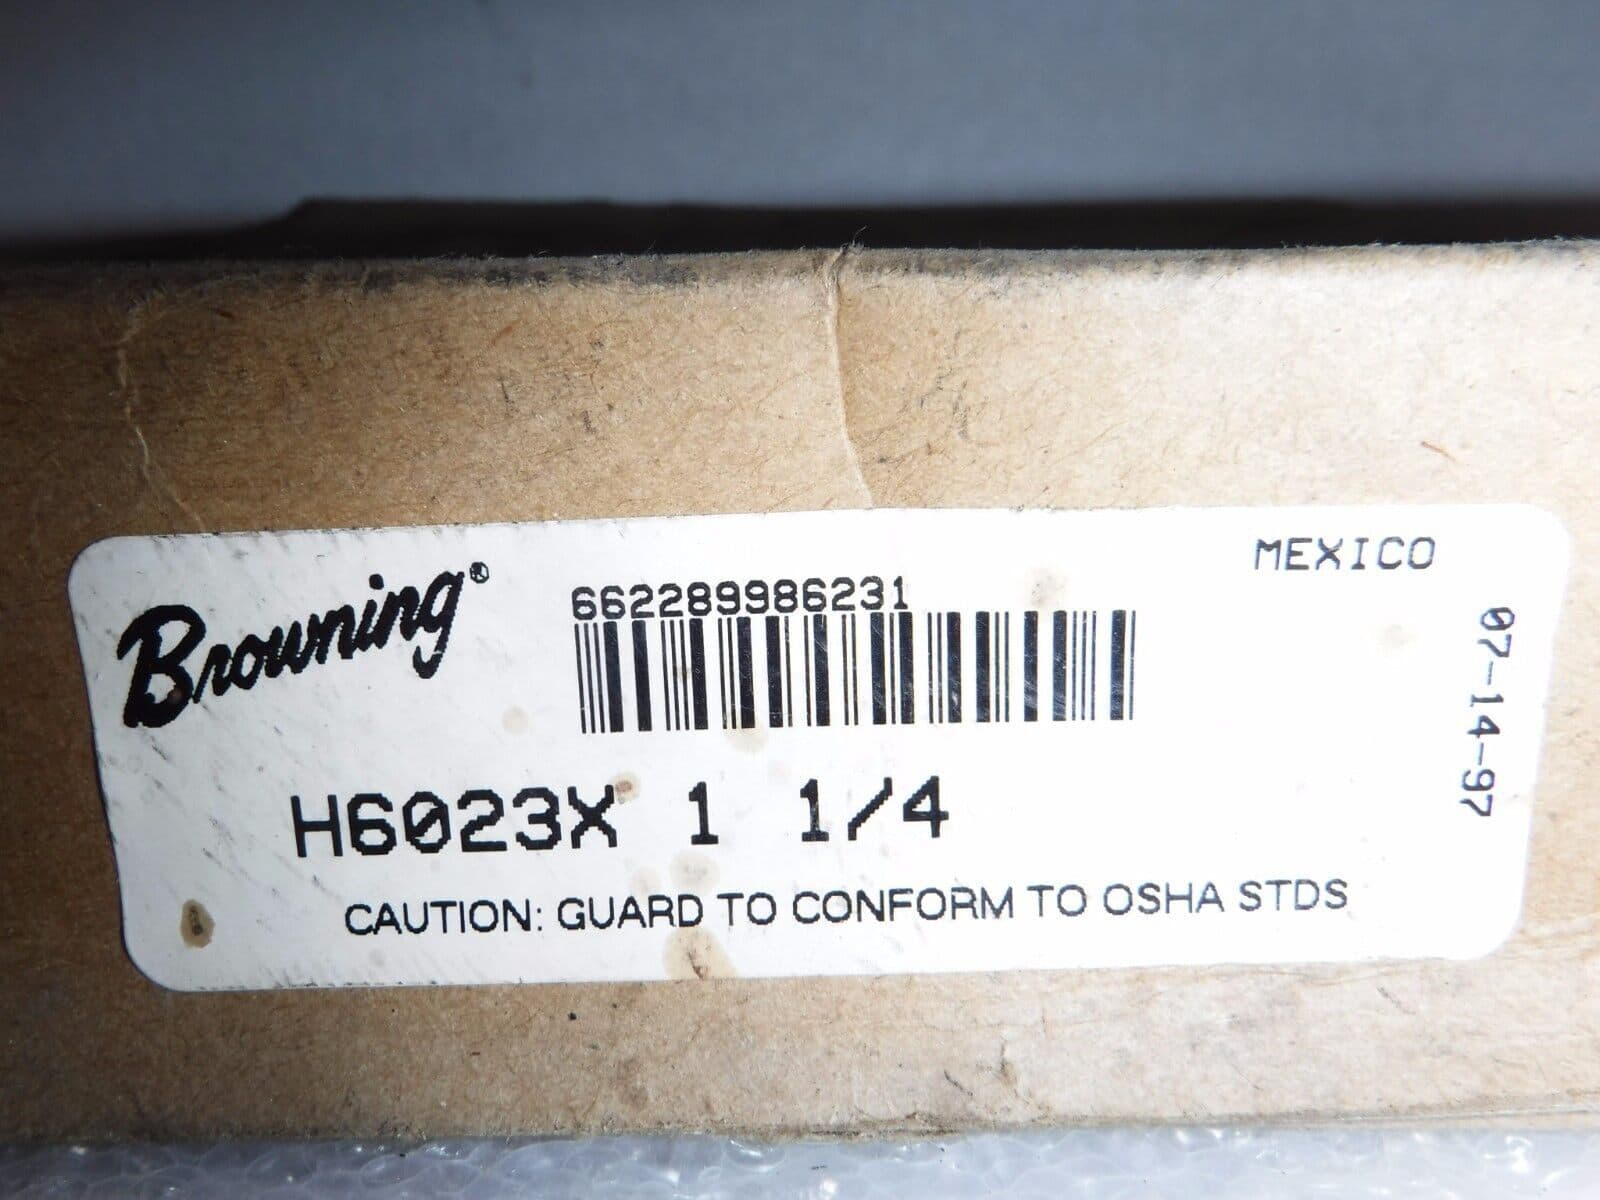 Browning®
662289986231
MEXICO
07-14-97
H6023X 1 1/4
CAUTION: GUARD TO CONFORM TO OSHA STDS